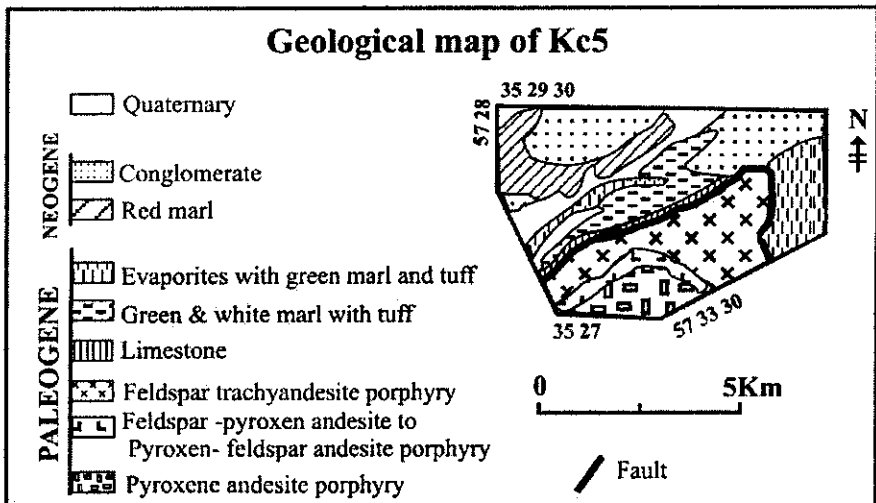 Geological map of Kc5
Quaternary
NEOGENE
Conglomerate
Red marl
PALEOGENE
Evaporites with green marl and tuff
Green & white marl with tuff
Limestone
Feldspar trachyandesite porphyry
Feldspar -pyroxen andesite to
Pyroxen- feldspar andesite porphyry
Pyroxene andesite porphyry
35 29 30
57 28
N
35 27
57 33 30
0 5Km
Fault